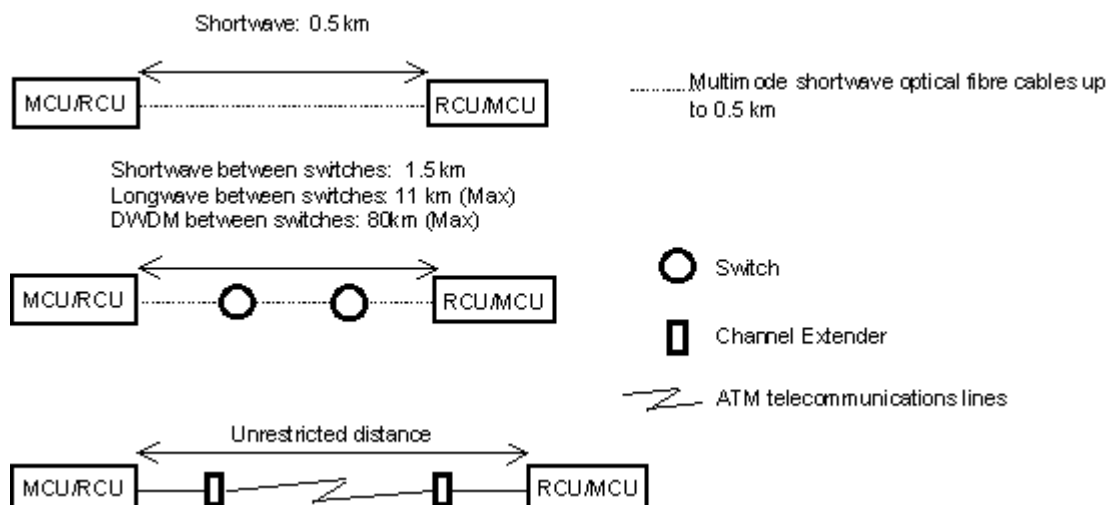 Shortwave: 0.5 km
MCU/RCU
RCU/MCU
Multimode shortwave optical fibre cables up
to 0.5 km
Shortwave between switches: 1.5 km
Longwave between switches: 11 km (Max)
DWDM between switches: 80km (Max)
MCU/RCU
RCU/MCU
Switch
Channel Extender
ATM telecommunications lines
Unrestricted distance
MCU/RCU
RCU/MCU